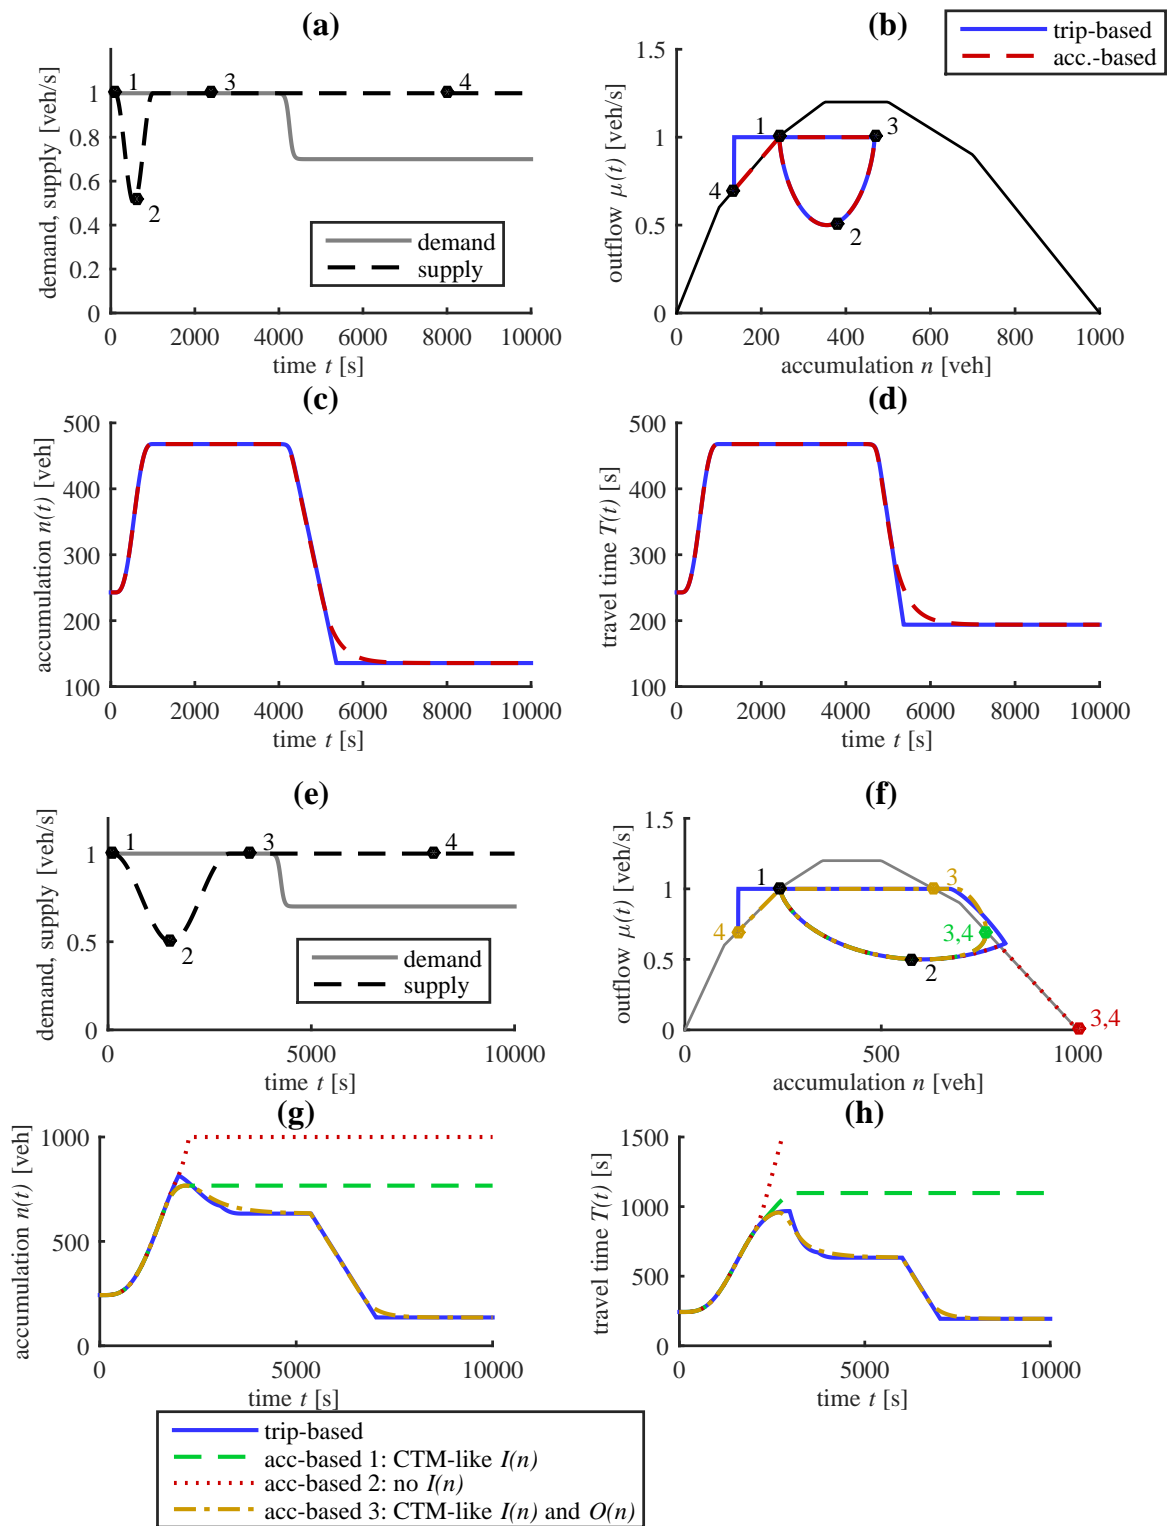 (a)
demand, supply [veh/s]
1
0.8
0.6
0.4
0.2
0
1
3
4
2
demand
supply
0 2000 4000 6000 8000 10000
time t [s]
(b)
trip-based
acc.-based
outflow μ(t) [veh/s]
1.5
1
0.5
0
1
3
4
2
0 200 400 600 800 1000
accumulation n [veh]
(c)
accumulation n(t) [veh]
500
400
300
200
100
0 2000 4000 6000 8000 10000
time t [s]
(d)
travel time T(t) [s]
500
400
300
200
100
0 2000 4000 6000 8000 10000
time t [s]
(e)
demand, supply [veh/s]
1
0.5
0
1
3
4
2
demand
supply
0 5000 10000
time t [s]
(f)
outflow μ(t) [veh/s]
1.5
1
0.5
0
1
3
4
3,4
2
3,4
0 500 1000
accumulation n [veh]
(g)
accumulation n(t) [veh]
1000
500
0
0 5000 10000
time t [s]
(h)
travel time T(t) [s]
1500
1000
500
0
0 5000 10000
time t [s]
trip-based
acc-based 1: CTM-like I(n)
acc-based 2: no I(n)
acc-based 3: CTM-like I(n) and O(n)